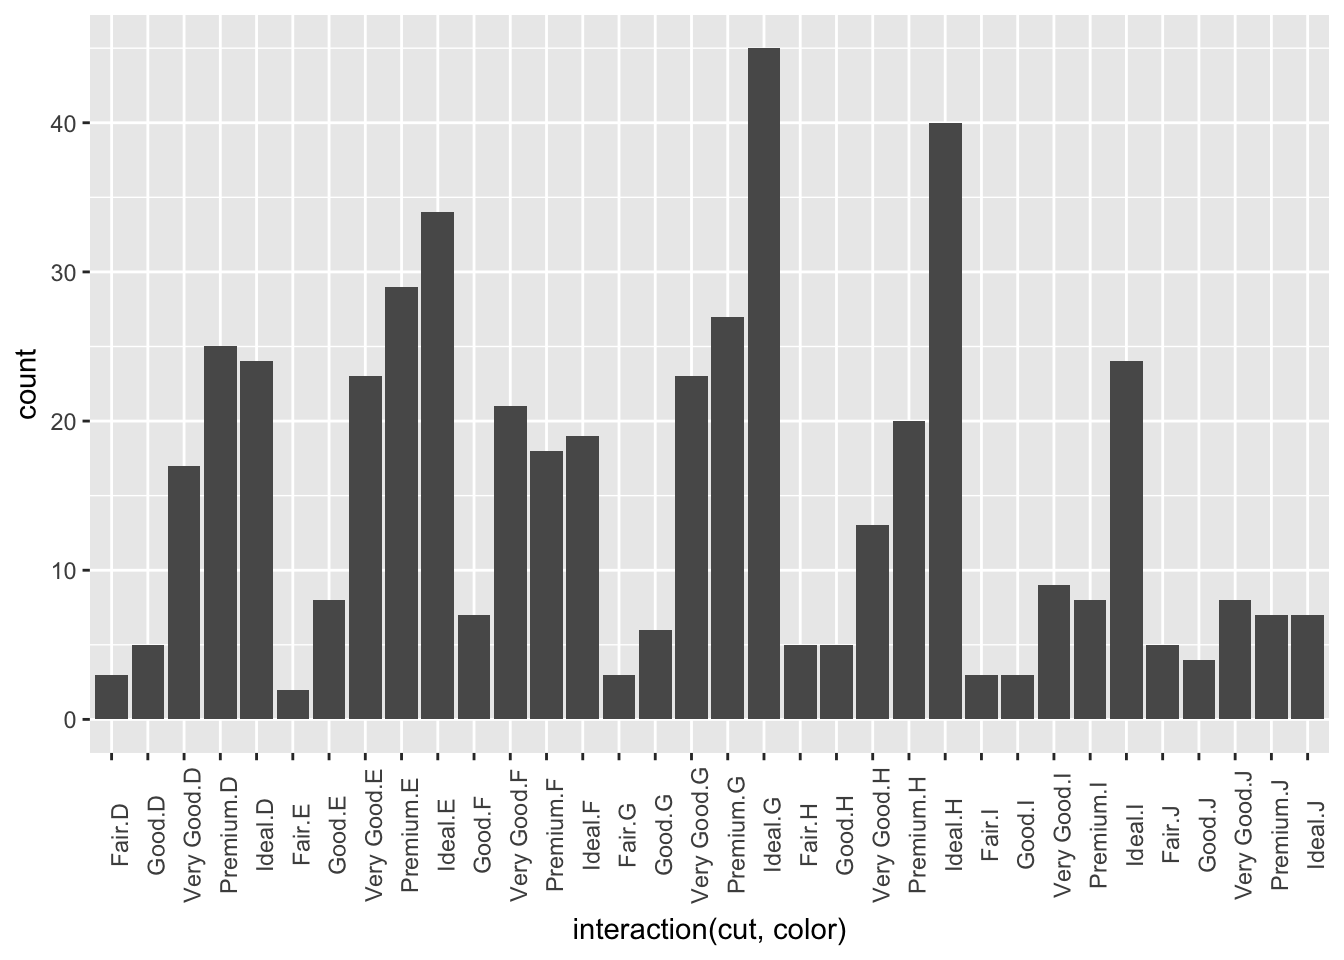 count
40
30
20
10
0
Fair.D
Good.D
Very Good.D
Premium.D
Ideal.D
Fair.E
Good.E
Very Good.E
Premium.E
Ideal.E
Good.F
Very Good.F
Premium.F
Ideal.F
Fair.G
Good.G
Very Good.G
Premium.G
Ideal.G
Fair.H
Good.H
Very Good.H
Premium.H
Ideal.H
Fair.I
Good.I
Very Good.I
Premium.I
Ideal.I
Fair.J
Good.J
Very Good.J
Premium.J
Ideal.J
interaction(cut, color)